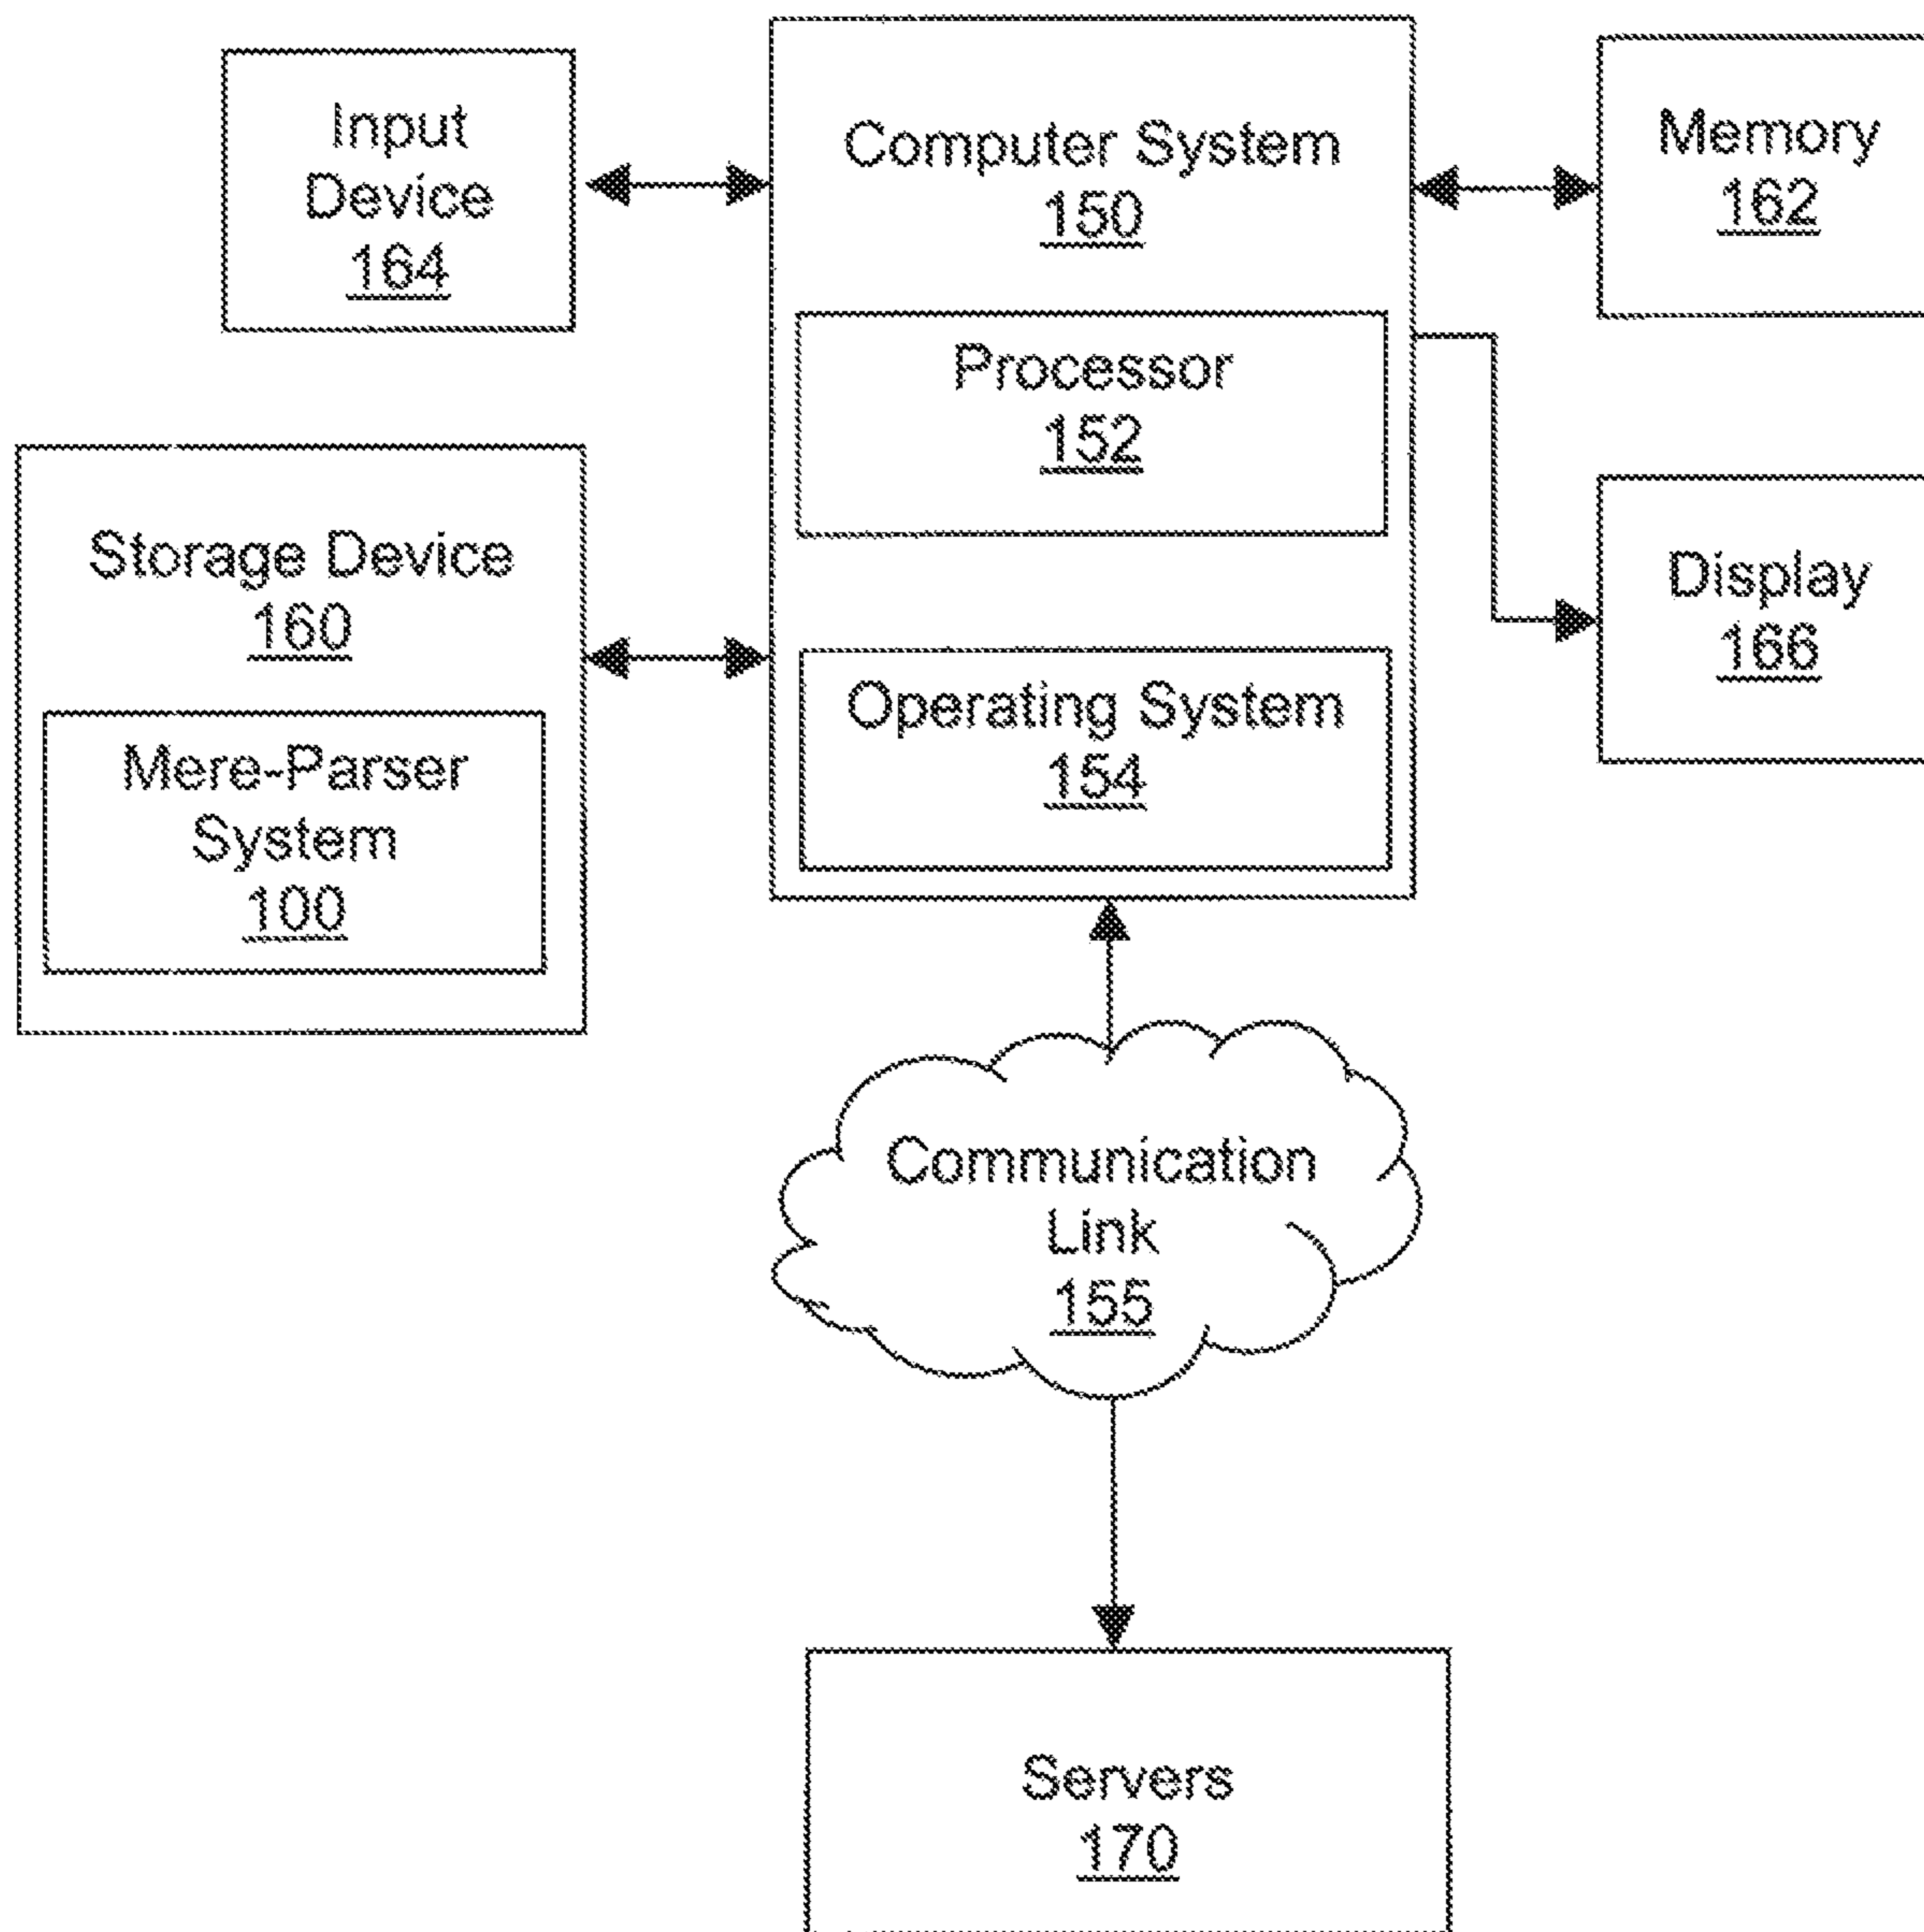 Input
Device
164
Computer System
150
Memory
162
Processor
152
Storage Device
160
Display
166
Operating System
154
Mere-Parser
System
100
Communication
Link
155
Servers
170